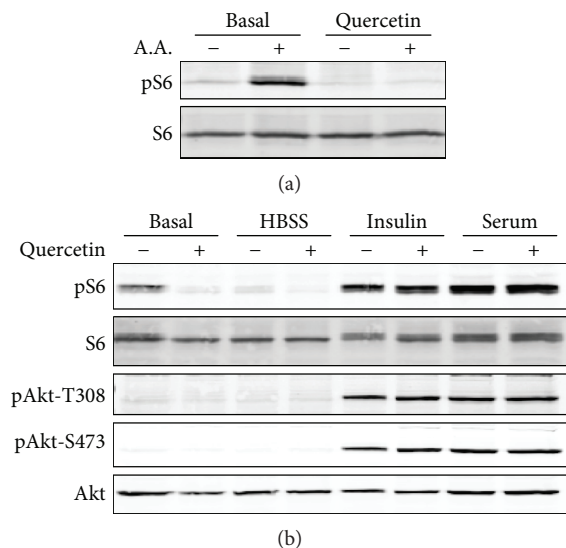 Basal Quercetin
A.A. − + − +
pS6
S6
(a)
Basal HBSS Insulin Serum
Quercetin − + − + − + − +
pS6
S6
pAkt-T308
pAkt-S473
Akt
(b)